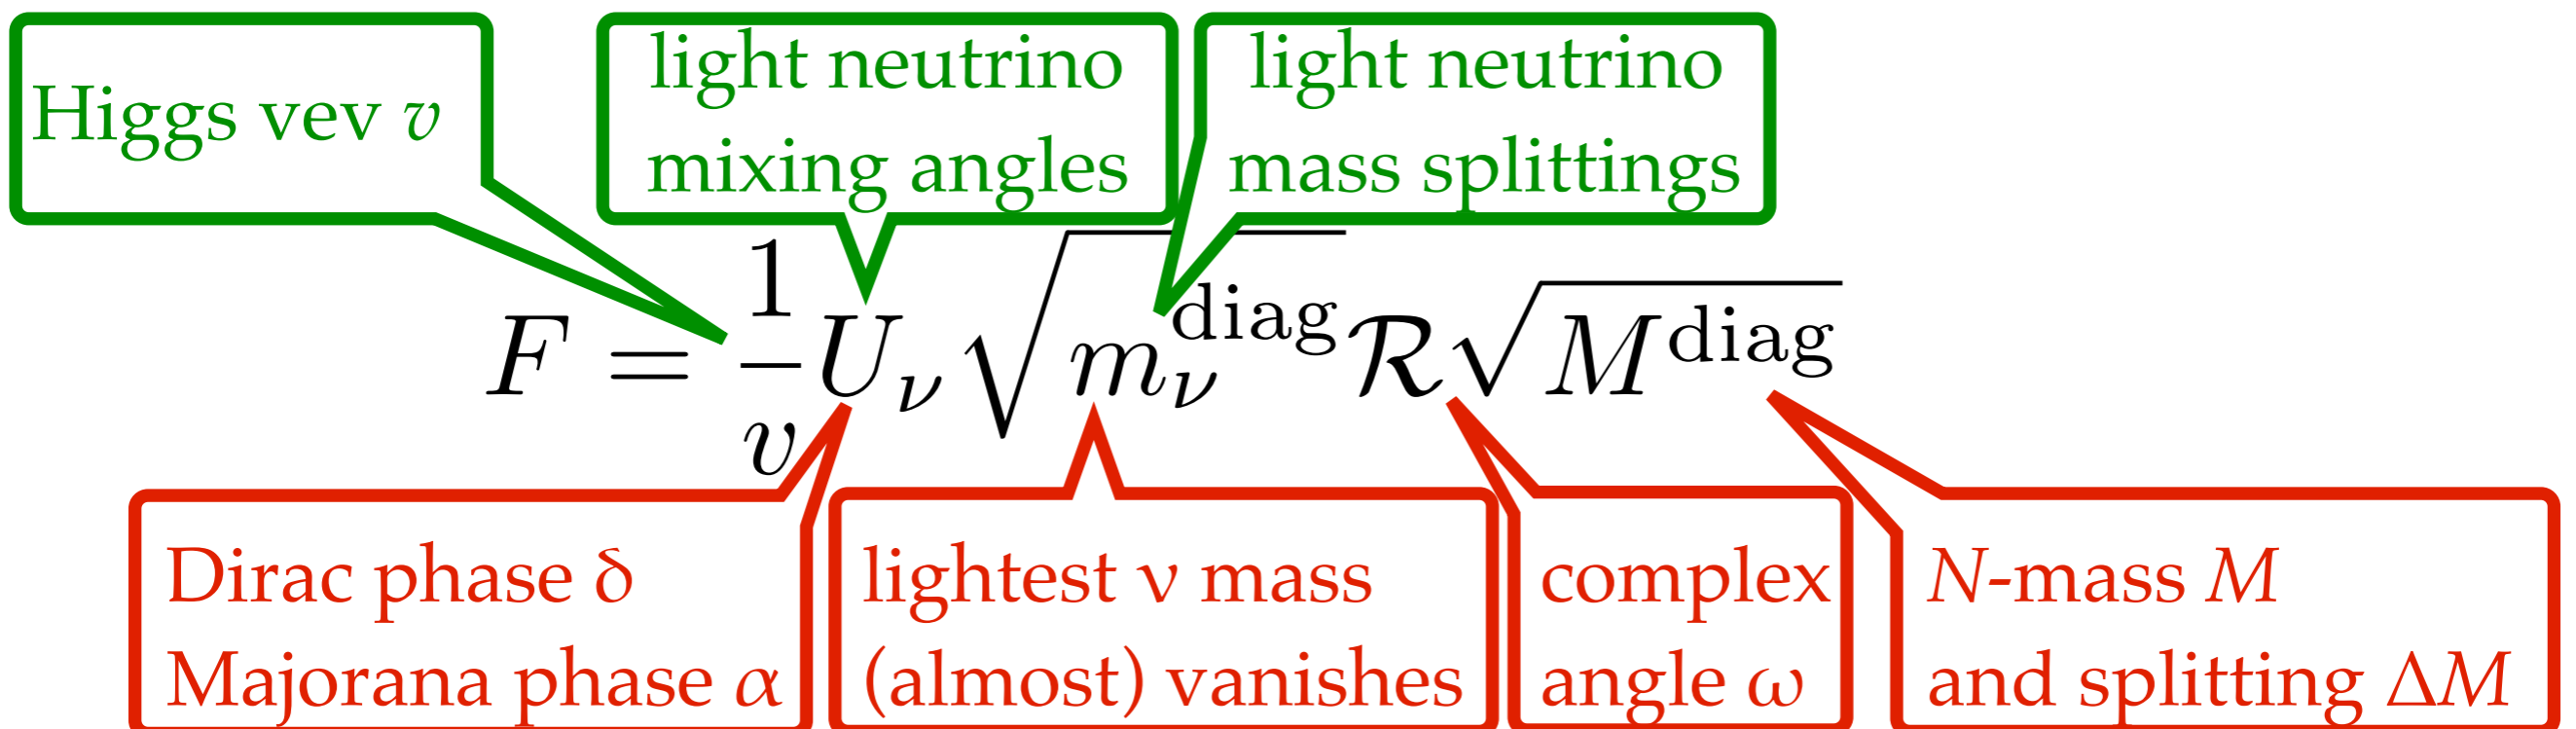 Higgs vev v
light neutrino
mixing angles
light neutrino
mass splittings
F = 1/v U_ν √(m_ν^diag) ℛ √(M^diag)
Dirac phase δ
Majorana phase α
lightest ν mass
(almost) vanishes
complex
angle ω
N-mass M
and splitting ΔM